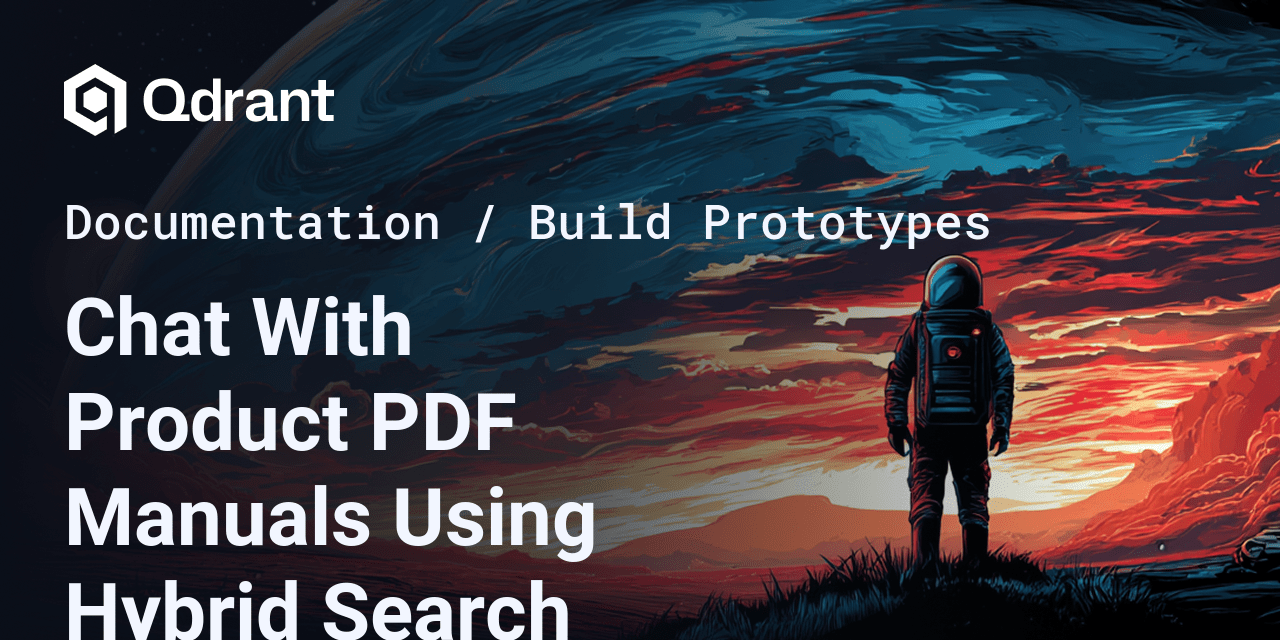 Qdrant
Documentation / Build Prototypes
Chat With
Product PDF
Manuals Using
Hybrid Search